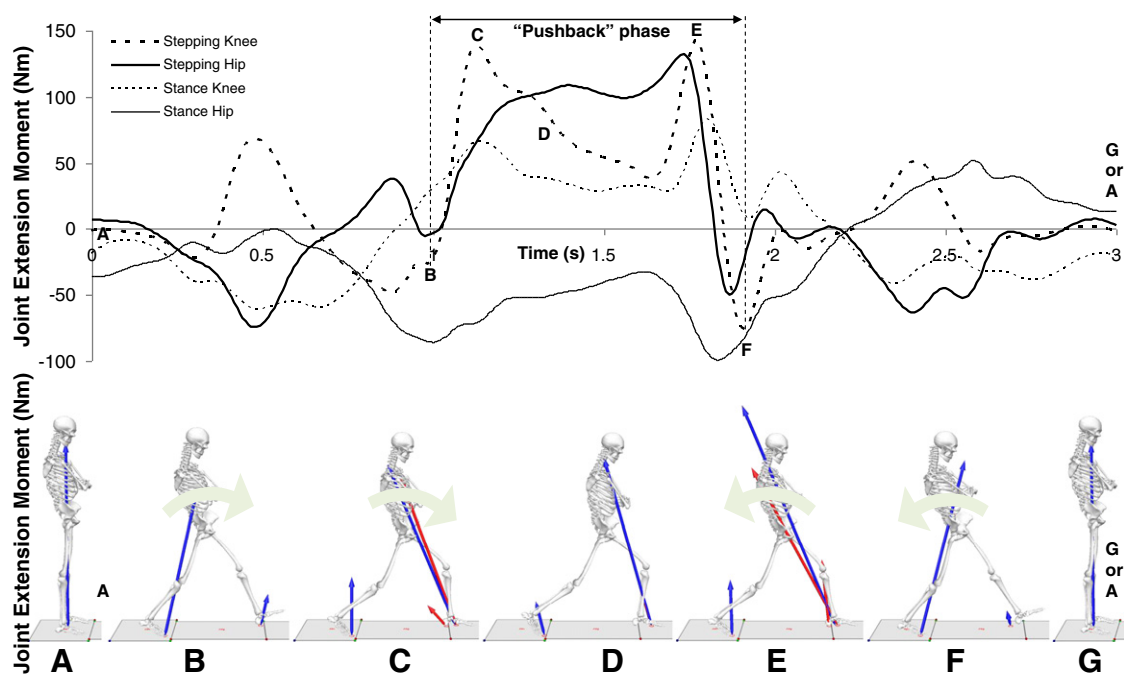 “Pushback” phase
Joint Extension Moment (Nm)
150
100
50
0
-50
-100
Stepping Knee
Stepping Hip
Stance Knee
Stance Hip
A
B
C
D
E
F
G
or
A
0
0.5
Time (s)
1.5
2
2.5
3
Joint Extension Moment (Nm)
A
G
or
A
A
B
C
D
E
F
G